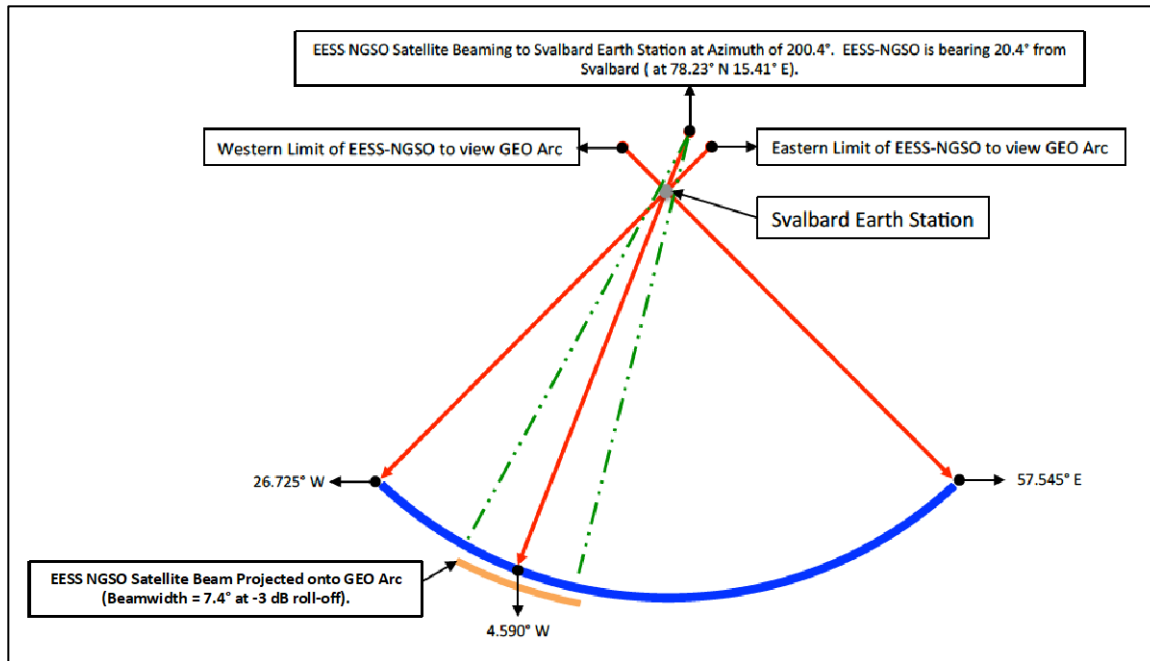 EESS NGSO Satellite Beaming to Svalbard Earth Station at Azimuth of 200.4°. EESS-NGSO is bearing 20.4° from
Svalbard ( at 78.23° N 15.41° E).
Western Limit of EESS-NGSO to view GEO Arc
Eastern Limit of EESS-NGSO to view GEO Arc
Svalbard Earth Station
26.725° W
57.545° E
EESS NGSO Satellite Beam Projected onto GEO Arc
(Beamwidth = 7.4° at -3 dB roll-off).
4.590° W